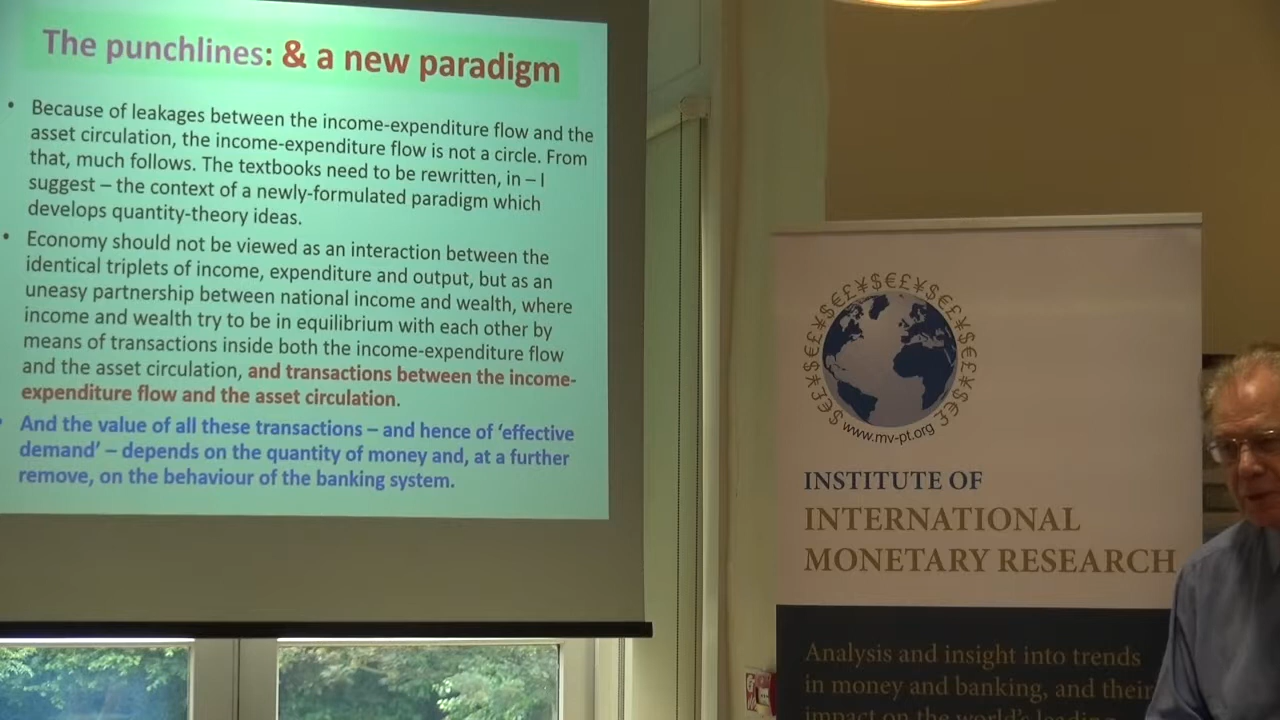 The punchlines: & a new paradigm
• Because of leakages between the income-expenditure flow and the
asset circulation, the income-expenditure flow is not a circle. From
that, much follows. The textbooks need to be rewritten, in – I
suggest – the context of a newly-formulated paradigm which
develops quantity-theory ideas.
• Economy should not be viewed as an interaction between the
identical triplets of income, expenditure and output, but as an
uneasy partnership between national income and wealth, where
income and wealth try to be in equilibrium with each other by
means of transactions inside both the income-expenditure flow
and the asset circulation, and transactions between the income-
expenditure flow and the asset circulation.
• And the value of all these transactions – and hence of ‘effective
demand’ – depends on the quantity of money and, at a further
remove, on the behaviour of the banking system.
www.mv-pt.org
INSTITUTE OF
INTERNATIONAL
MONETARY RESEARCH
Analysis and insight into trends
in money and banking, and their
impact on the world's leading